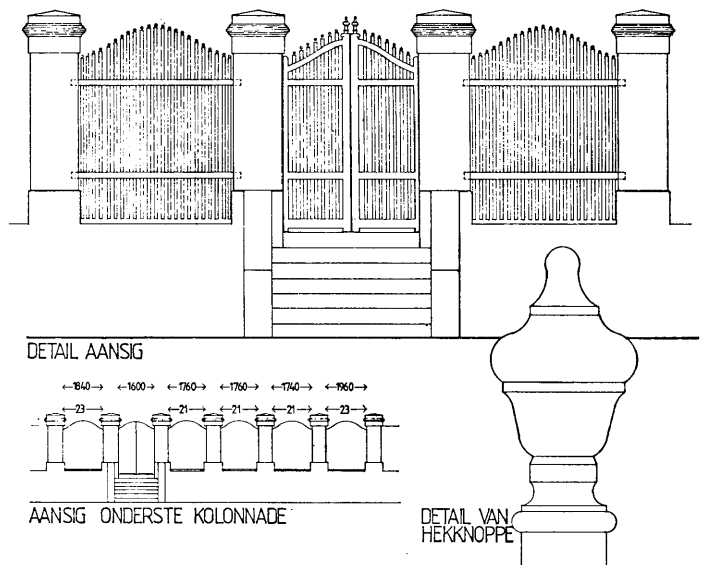 DETAIL AANSIG
1840 1600 1760 1760 1740 1960
23 21 21 21 23
AANSIG ONDERSTE KOLONNADE
DETAIL VAN
HEKKNOPPE